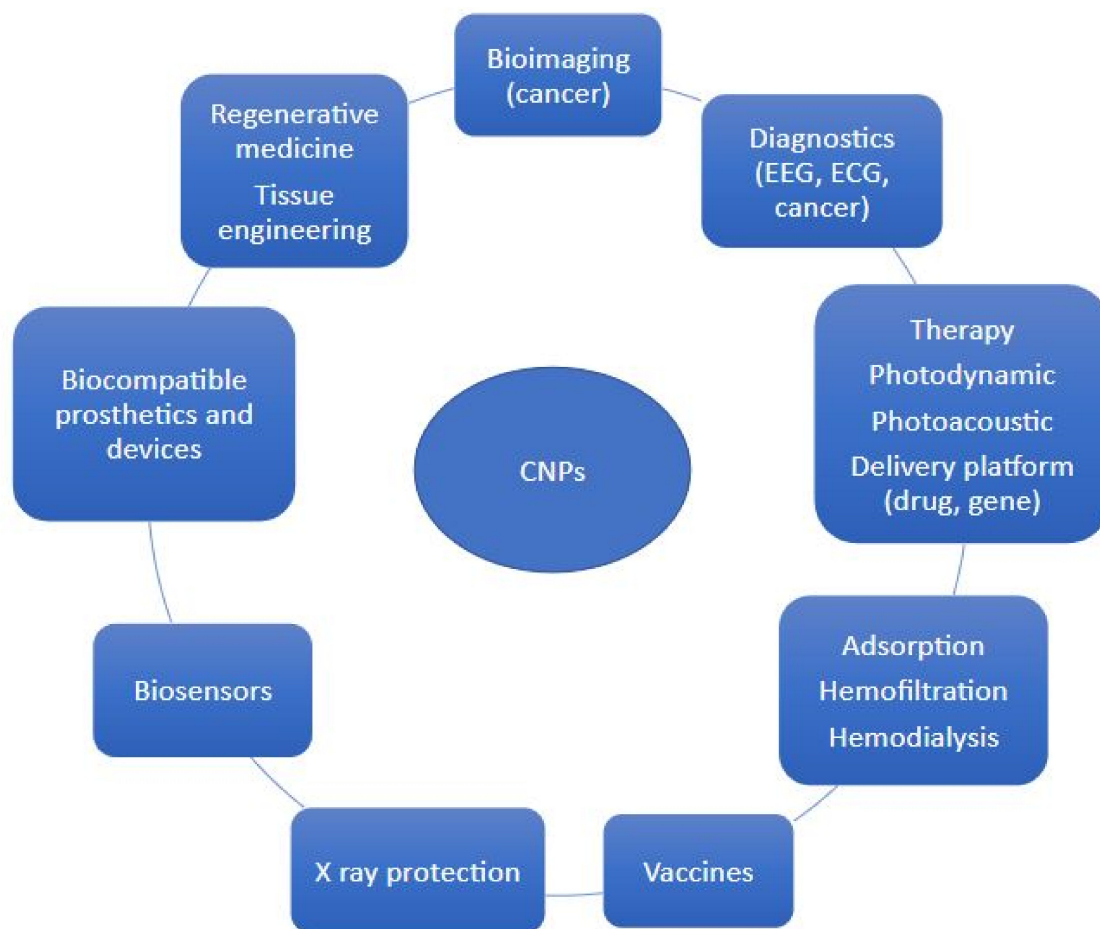 Bioimaging
(cancer)
Diagnostics
(EEG, ECG,
cancer)
Therapy
Photodynamic
Photoacoustic
Delivery platform
(drug, gene)
Adsorption
Hemofiltration
Hemodialysis
Vaccines
X ray protection
Biosensors
Biocompatible
prosthetics and
devices
Regenerative
medicine
Tissue
engineering
CNPs